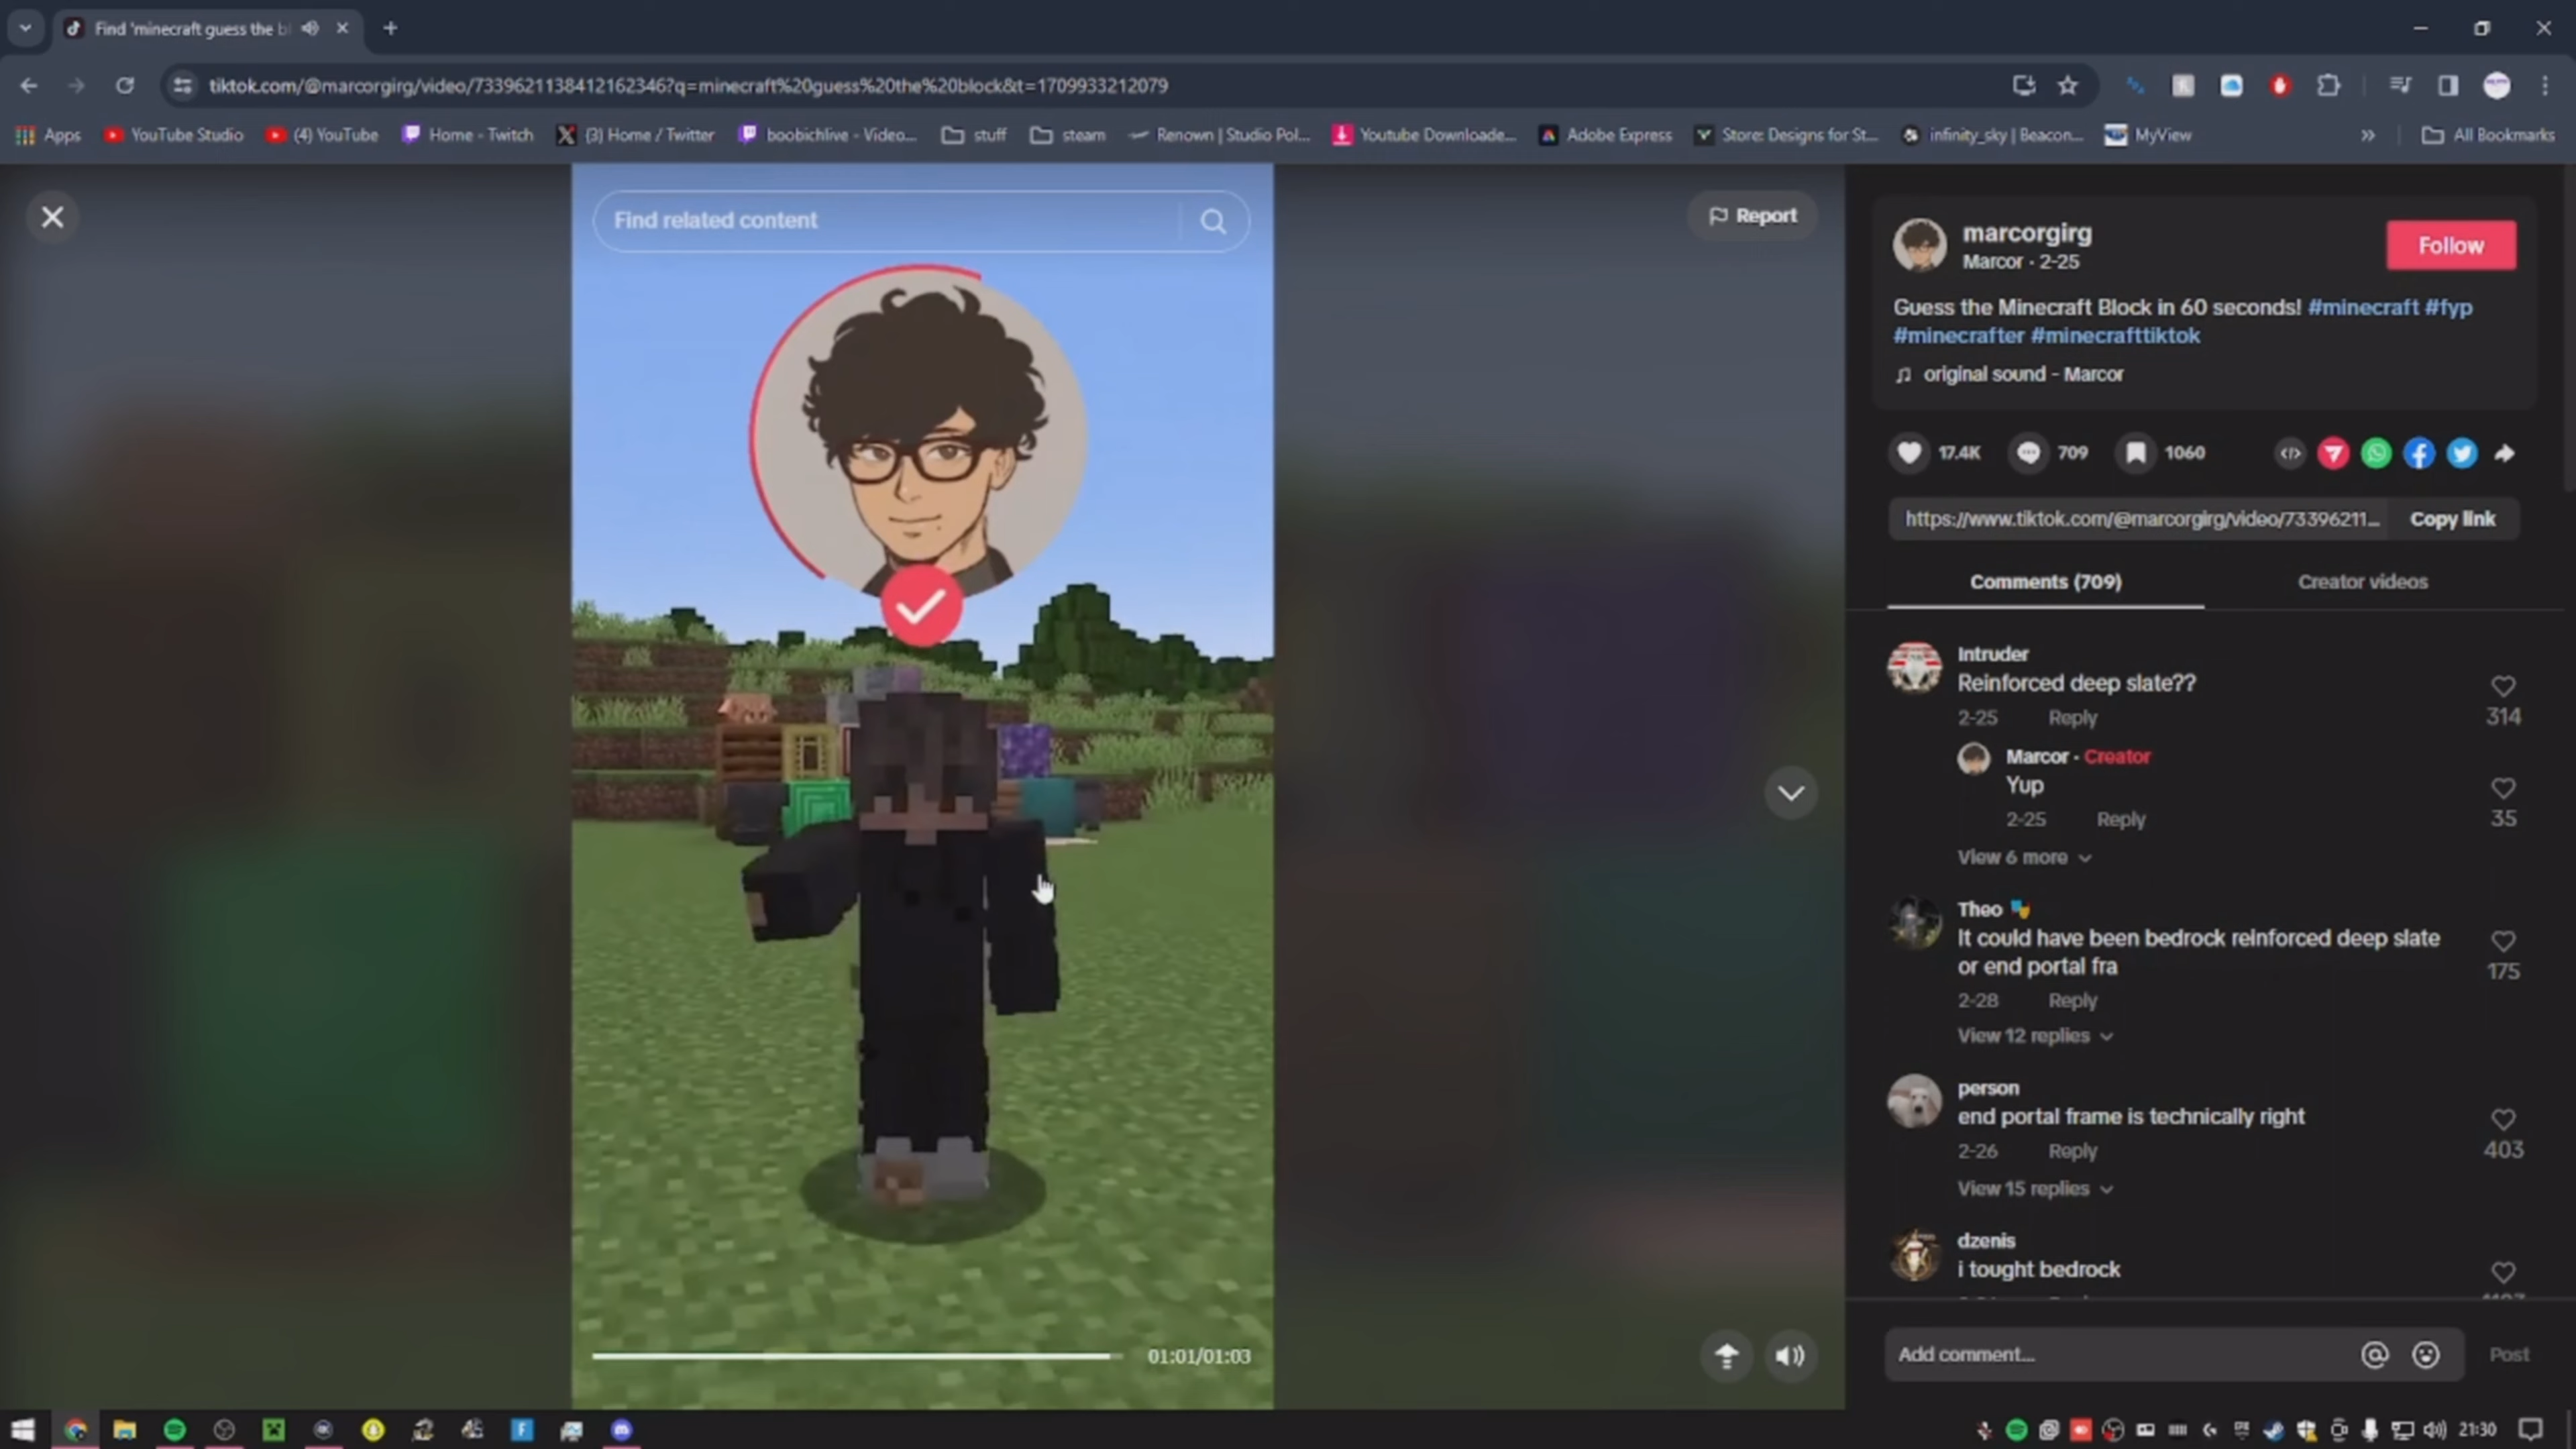 Find 'minecraft guess the bl
tiktok.com/@marcorgirg/video/7339621138412162346?q=minecraft%20guess%20the%20block&t=1709933212079
Apps
YouTube Studio
(4) YouTube
Home - Twitch
(3) Home / Twitter
boobichlive - Video...
stuff
steam
Renown | Studio Pol...
Youtube Downloade...
Adobe Express
Store: Designs for St...
infinity_sky | Beacon...
MyView
All Bookmarks
Find related content
Report
01:01/01:03
marcorgirg
Marcor · 2-25
Follow
Guess the Minecraft Block in 60 seconds! #minecraft #fyp
#minecrafter #minecrafttiktok
original sound - Marcor
17.4K
709
1060
https://www.tiktok.com/@marcorgirg/video/73396211...
Copy link
Comments (709)
Creator videos
Intruder
Reinforced deep slate??
2-25 Reply
314
Marcor · Creator
Yup
2-25 Reply
35
View 6 more
Theo
It could have been bedrock reinforced deep slate
or end portal fra
2-28 Reply
175
View 12 replies
person
end portal frame is technically right
2-26 Reply
403
View 15 replies
dzenis
i tought bedrock
Add comment...
Post
21:30